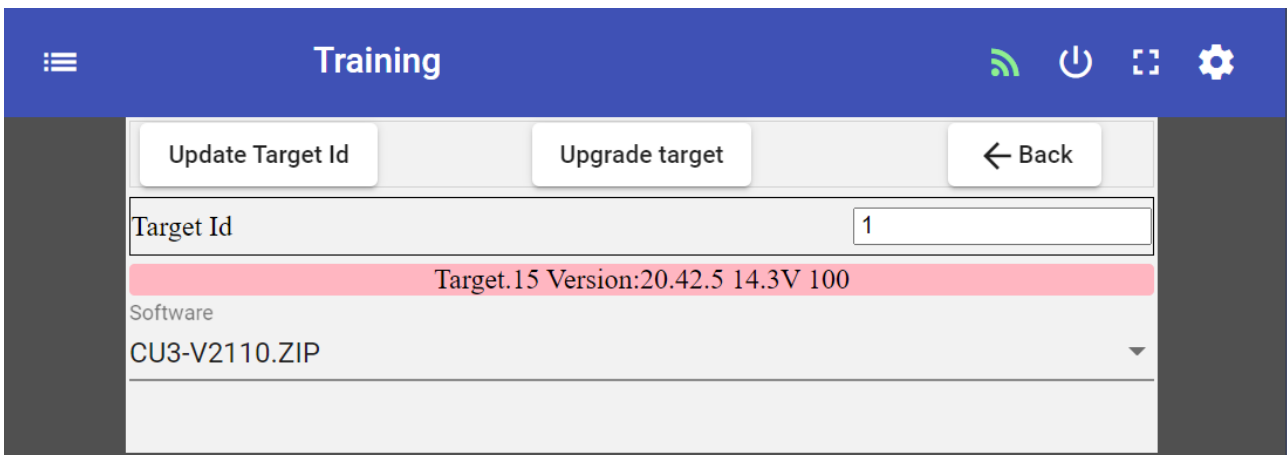 Training
Update Target Id
Upgrade target
Back
Target Id
1
Target.15 Version:20.42.5 14.3V 100
Software
CU3-V2110.ZIP